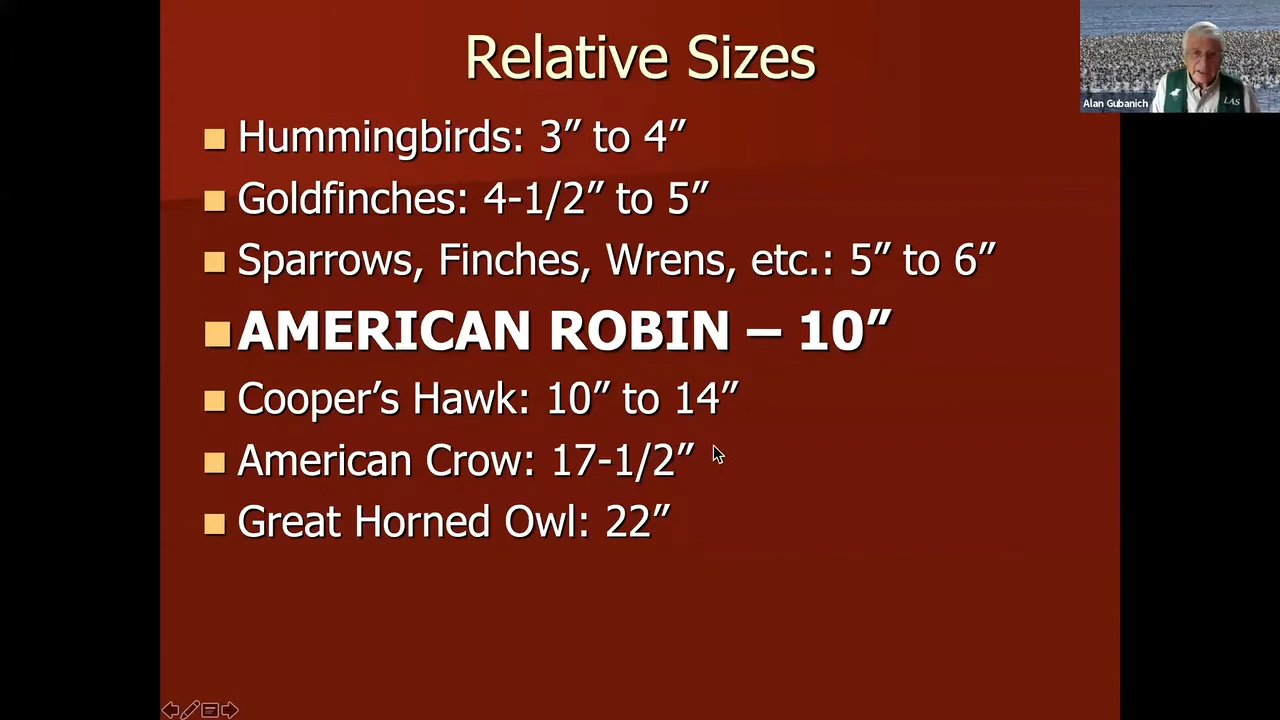 Relative Sizes
Hummingbirds: 3” to 4”
Goldfinches: 4-1/2” to 5”
Sparrows, Finches, Wrens, etc.: 5” to 6”
AMERICAN ROBIN – 10”
Cooper’s Hawk: 10” to 14”
American Crow: 17-1/2”
Great Horned Owl: 22”
LAS
Alan Gubanich